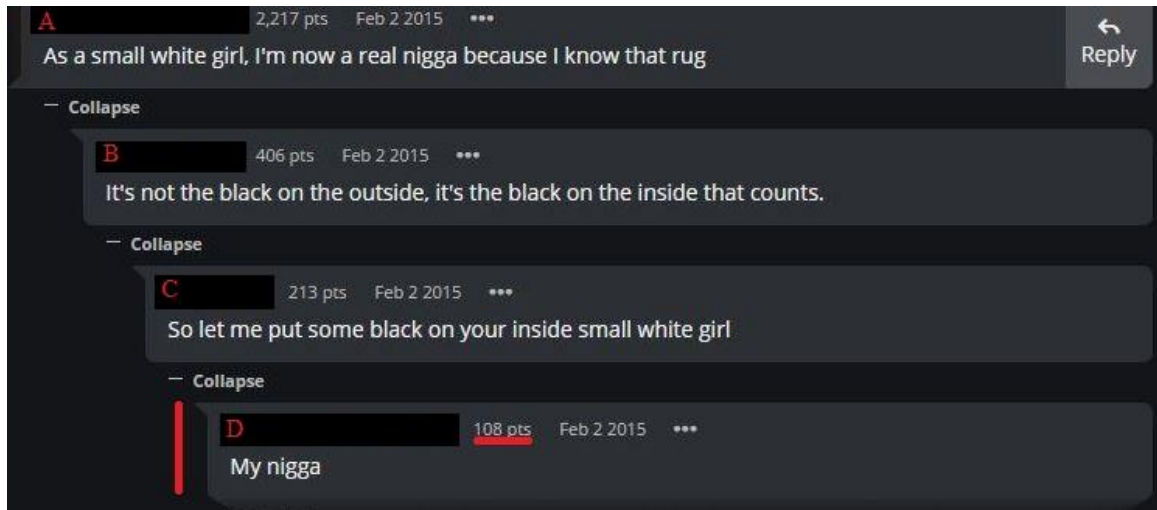 A 2,217 pts Feb 2 2015 •••
As a small white girl, I'm now a real nigga because I know that rug
Reply
— Collapse
B 406 pts Feb 2 2015 •••
It's not the black on the outside, it's the black on the inside that counts.
— Collapse
C 213 pts Feb 2 2015 •••
So let me put some black on your inside small white girl
— Collapse
D 108 pts Feb 2 2015 •••
My nigga